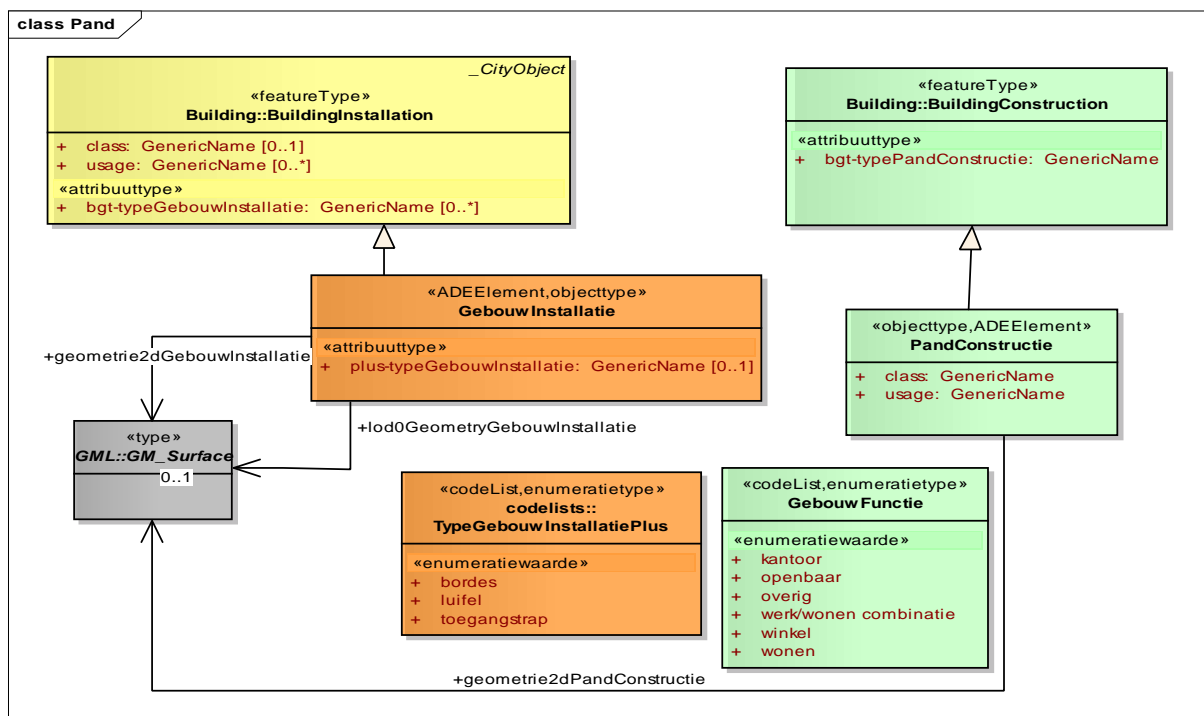 class Pand
_CityObject
«featureType»
Building::BuildingInstallation
+ class: GenericName [0..1]
+ usage: GenericName [0..*]
«attribuuttype»
+ bgt-typeGebouwInstallatie: GenericName [0..*]
«featureType»
Building::BuildingConstruction
«attribuuttype»
+ bgt-typePandConstructie: GenericName
«ADEElement,objecttype»
GebouwInstallatie
«attribuuttype»
+ plus-typeGebouwInstallatie: GenericName [0..1]
«objecttype,ADEElement»
PandConstructie
+ class: GenericName
+ usage: GenericName
+geometrie2dGebouwInstallatie
+lod0GeometryGebouwInstallatie
«type»
GML::GM_Surface
0..1
«codeList,enumeratietype»
codelists::
TypeGebouwInstallatiePlus
«enumeratiewaarde»
+ bordes
+ luifel
+ toegangstrap
«codeList,enumeratietype»
GebouwFunctie
«enumeratiewaarde»
+ kantoor
+ openbaar
+ overig
+ werk/wonen combinatie
+ winkel
+ wonen
+geometrie2dPandConstructie